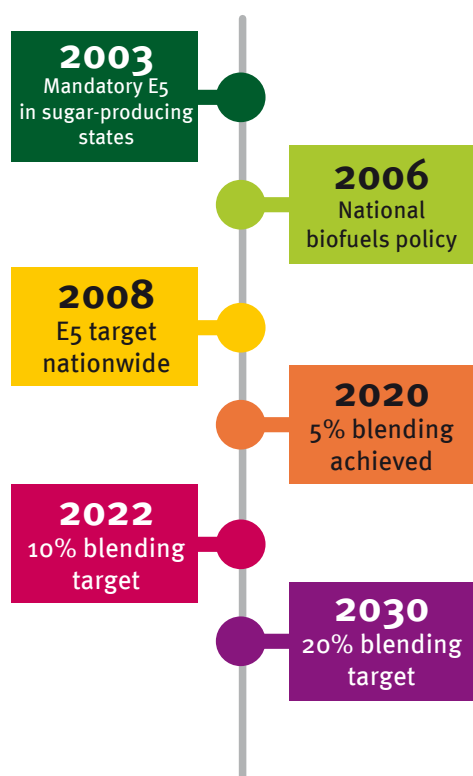 2003
Mandatory E5
in sugar-producing
states
2006
National
biofuels policy
2008
E5 target
nationwide
2020
5% blending
achieved
2022
10% blending
target
2030
20% blending
target